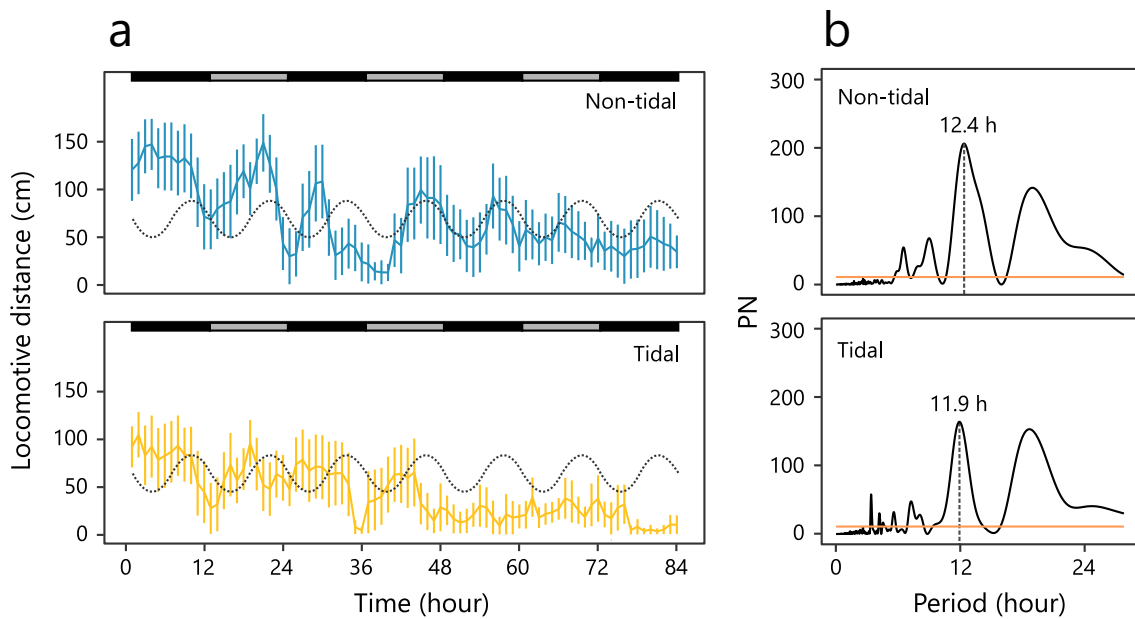 a
b
Non-tidal
150
100
50
0
Tidal
150
100
50
0
0 12 24 36 48 60 72 84
Locomotive distance (cm)
Time (hour)
300
Non-tidal
12.4 h
200
100
0
300
Tidal
11.9 h
200
100
0
0 12 24
PN
Period (hour)